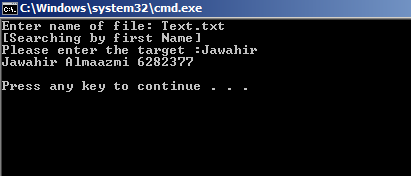 C:\Windows\system32\cmd.exe
Enter name of file: Text.txt
[Searching by first Name]
Please enter the target :Jawahir
Jawahir Almaazmi 6282377
Press any key to continue . . .